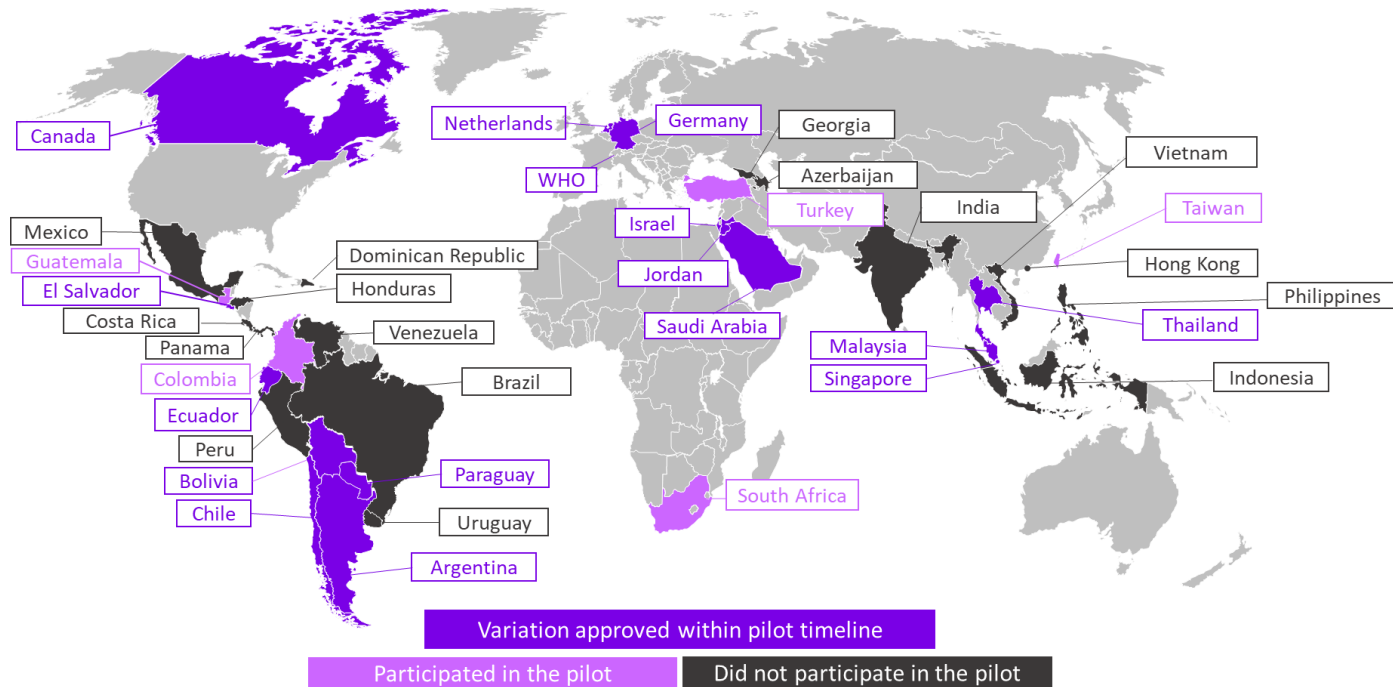 Canada
Netherlands
Germany
Georgia
Vietnam
WHO
Azerbaijan
Turkey
India
Taiwan
Israel
Mexico
Guatemala
Dominican Republic
Jordan
Hong Kong
El Salvador
Honduras
Philippines
Costa Rica
Venezuela
Saudi Arabia
Thailand
Panama
Malaysia
Colombia
Brazil
Singapore
Indonesia
Ecuador
Peru
Bolivia
Paraguay
South Africa
Chile
Uruguay
Argentina
Variation approved within pilot timeline
Participated in the pilot
Did not participate in the pilot